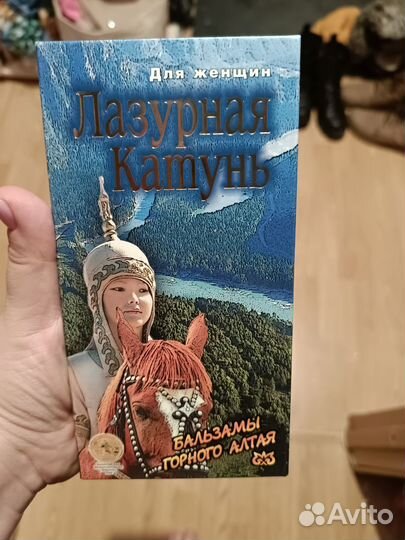 Для женщин
Лазурная
Катунь
БАЛЬЗАМЫ
ГОРНОГО АЛТАЯ
Avito